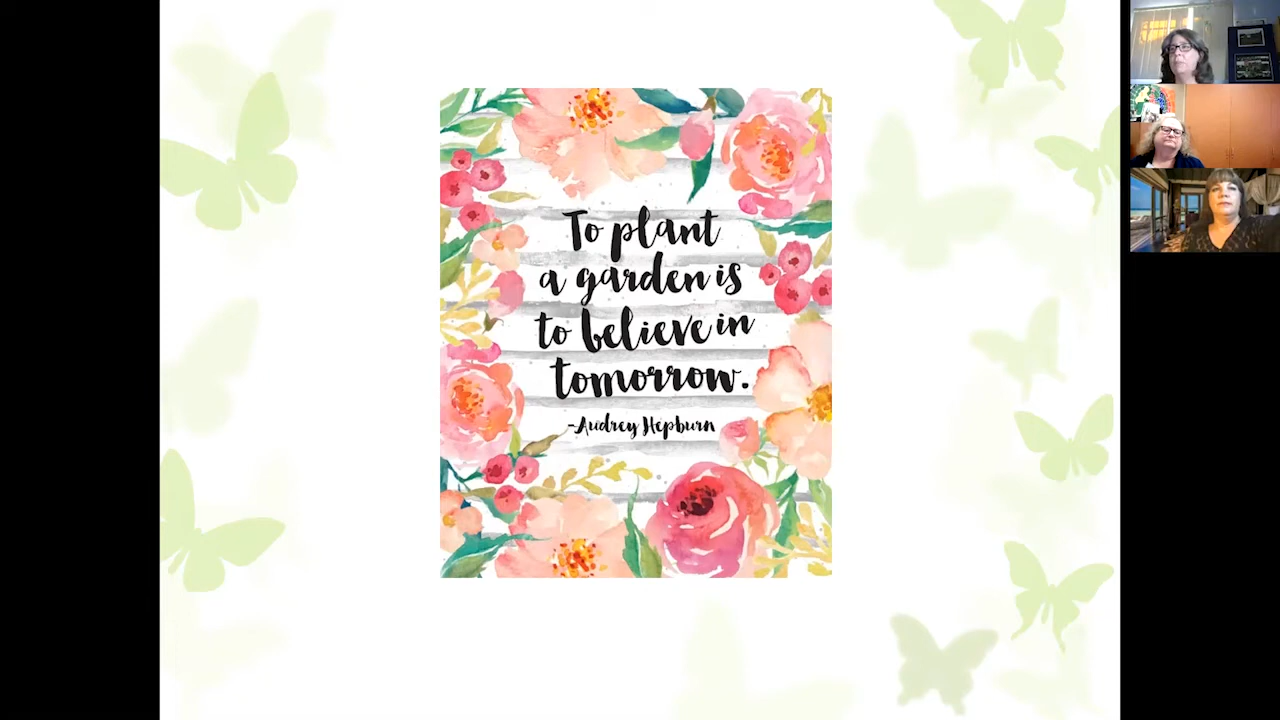 To plant
a garden is
to believe in
tomorrow.
-Audrey Hepburn